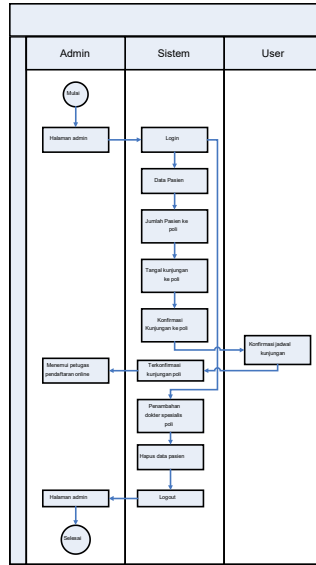 Admin
Sistem
User
Mulai
Halaman admin
Login
Data Pasien
Jumlah Pasien ke
poli
Tangal kunjungan
ke poli
Konfirmasi
Kunjungan ke poli
Konfirmasi jadwal
kunjungan
Menemui petugas
pendaftaran online
Terkonfirmasi
kunjungan poli
Penambahan
dokter spesialis
poli
Hapus data pasien
Halaman admin
Logout
Selesai